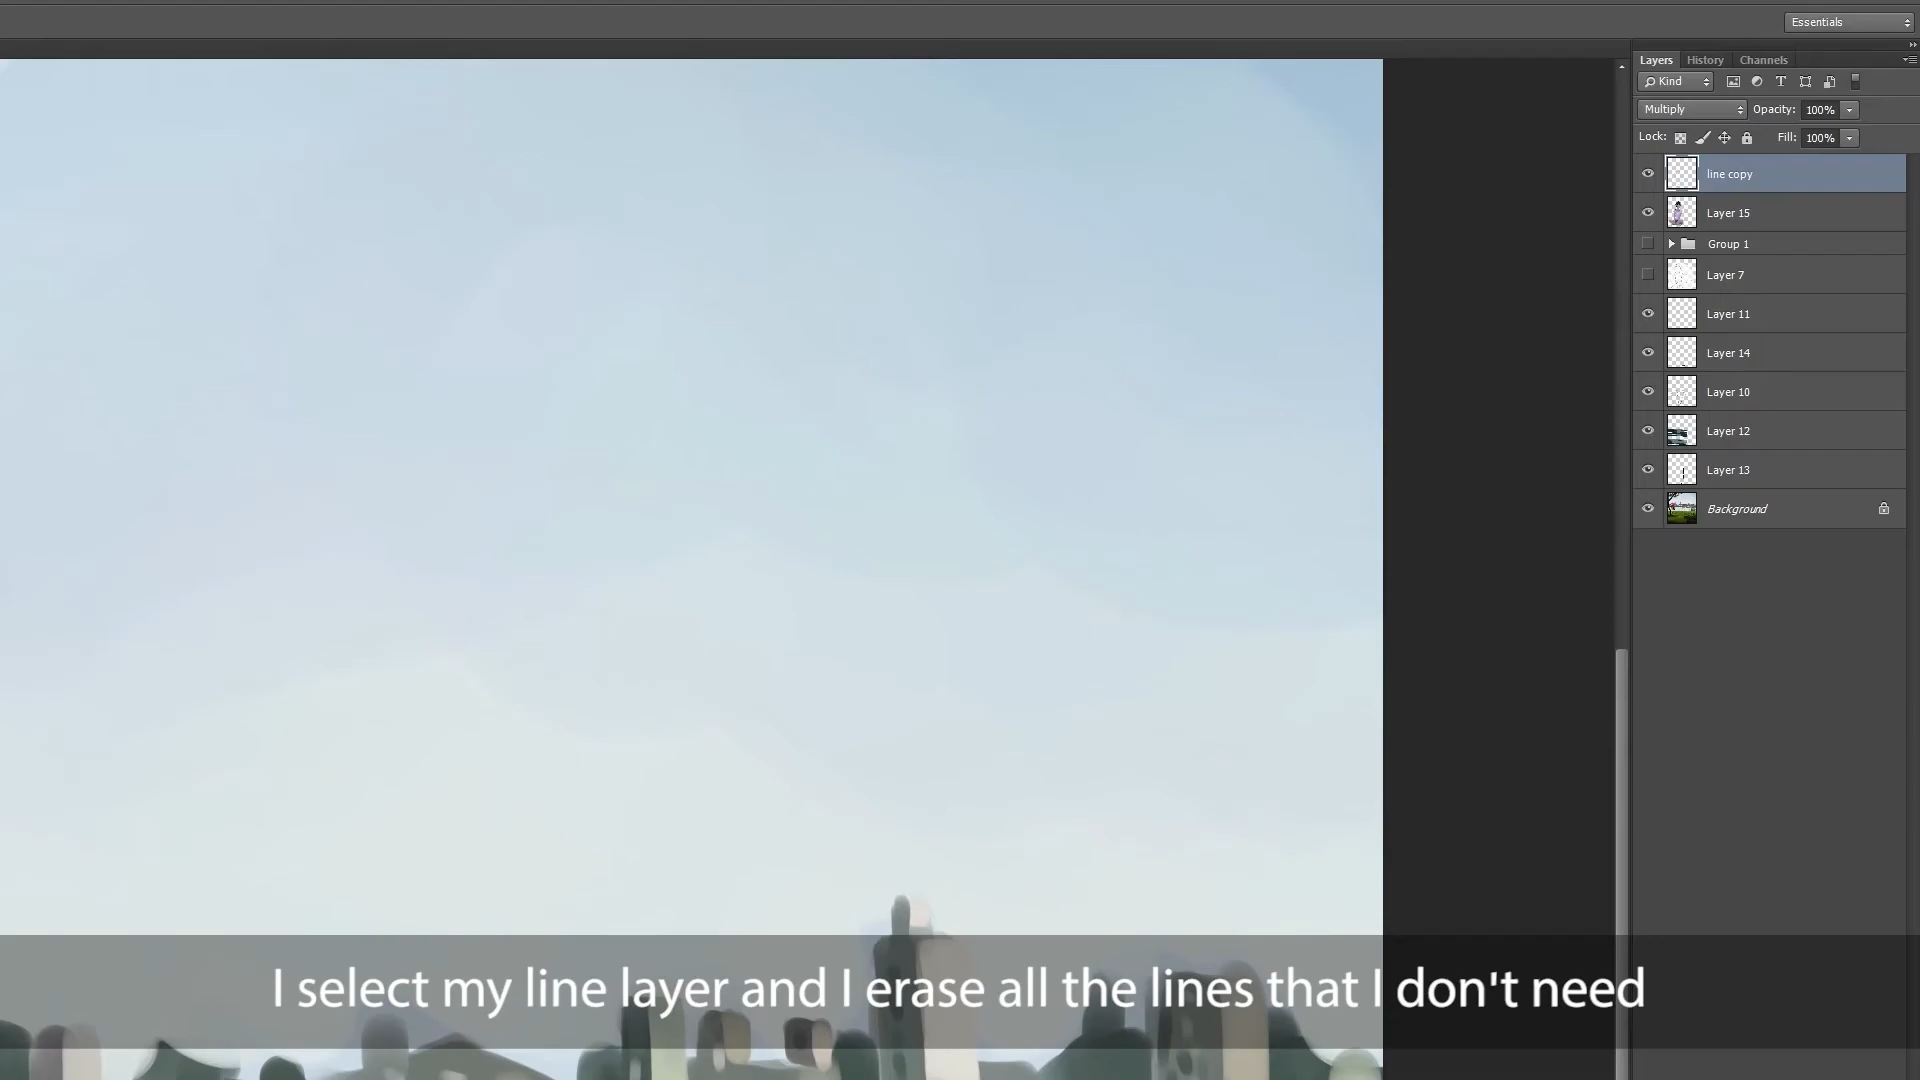 Essentials
Layers History Channels
Kind
Multiply Opacity: 100%
Lock: Fill: 100%
line copy
Layer 15
Group 1
Layer 7
Layer 11
Layer 14
Layer 10
Layer 12
Layer 13
Background
I select my line layer and I erase all the lines that I don't need